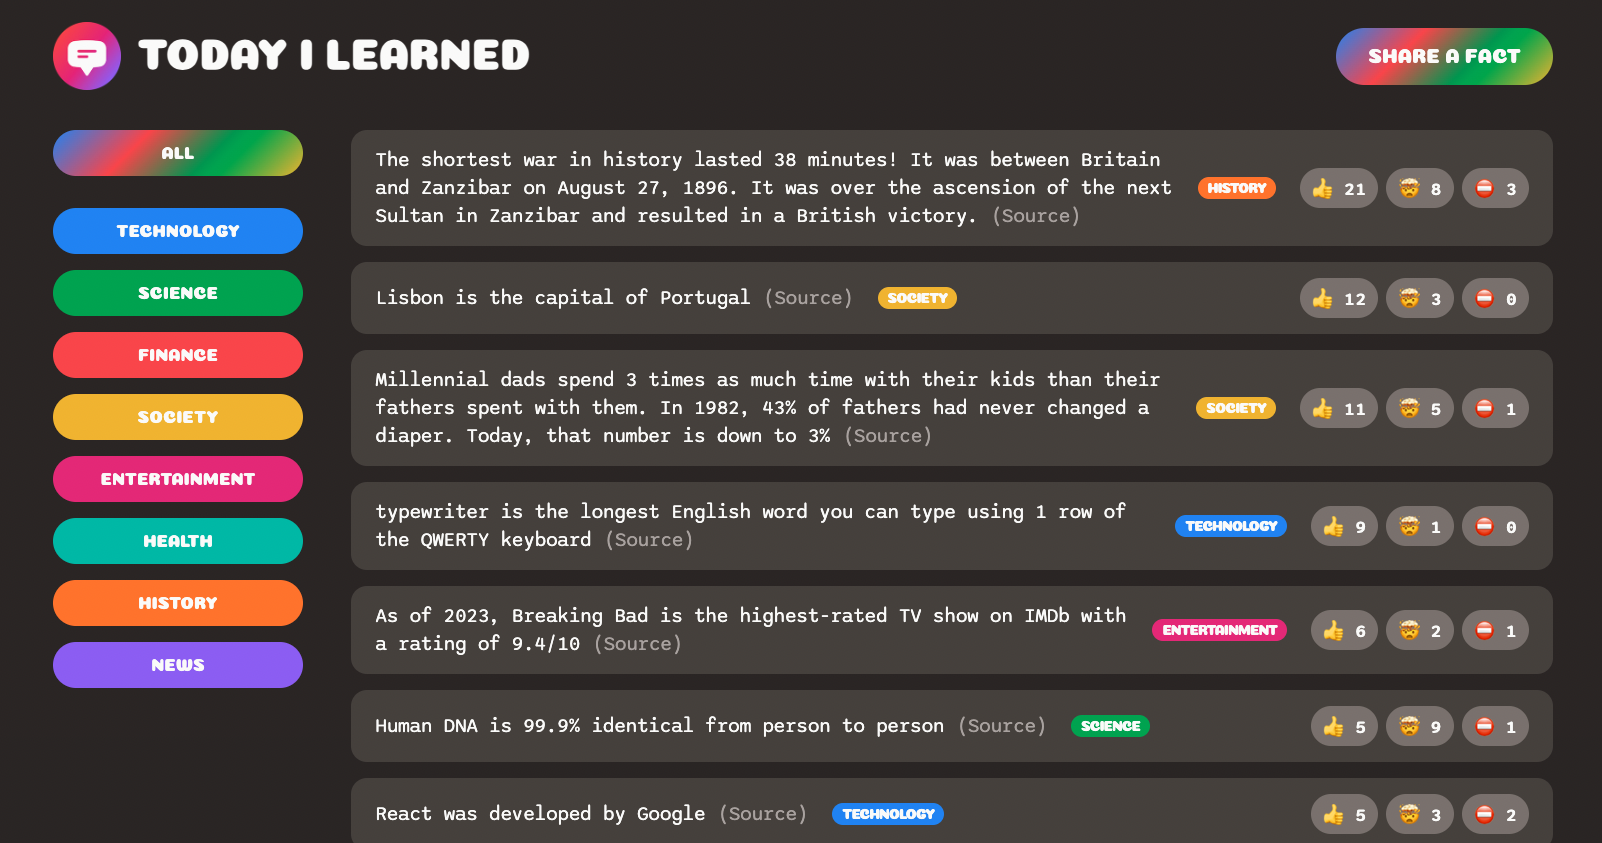 TODAY I LEARNED
SHARE A FACT
ALL
TECHNOLOGY
SCIENCE
FINANCE
SOCIETY
ENTERTAINMENT
HEALTH
HISTORY
NEWS
The shortest war in history lasted 38 minutes! It was between Britain
and Zanzibar on August 27, 1896. It was over the ascension of the next
Sultan in Zanzibar and resulted in a British victory. (Source)
HISTORY
👍 21 🤯 8 ⛔️ 3
Lisbon is the capital of Portugal (Source) SOCIETY
👍 12 🤯 3 ⛔️ 0
Millennial dads spend 3 times as much time with their kids than their
fathers spent with them. In 1982, 43% of fathers had never changed a
diaper. Today, that number is down to 3% (Source)
SOCIETY
👍 11 🤯 5 ⛔️ 1
typewriter is the longest English word you can type using 1 row of
the QWERTY keyboard (Source)
TECHNOLOGY
👍 9 🤯 1 ⛔️ 0
As of 2023, Breaking Bad is the highest-rated TV show on IMDb with
a rating of 9.4/10 (Source)
ENTERTAINMENT
👍 6 🤯 2 ⛔️ 1
Human DNA is 99.9% identical from person to person (Source) SCIENCE
👍 5 🤯 9 ⛔️ 1
React was developed by Google (Source) TECHNOLOGY
👍 5 🤯 3 ⛔️ 2